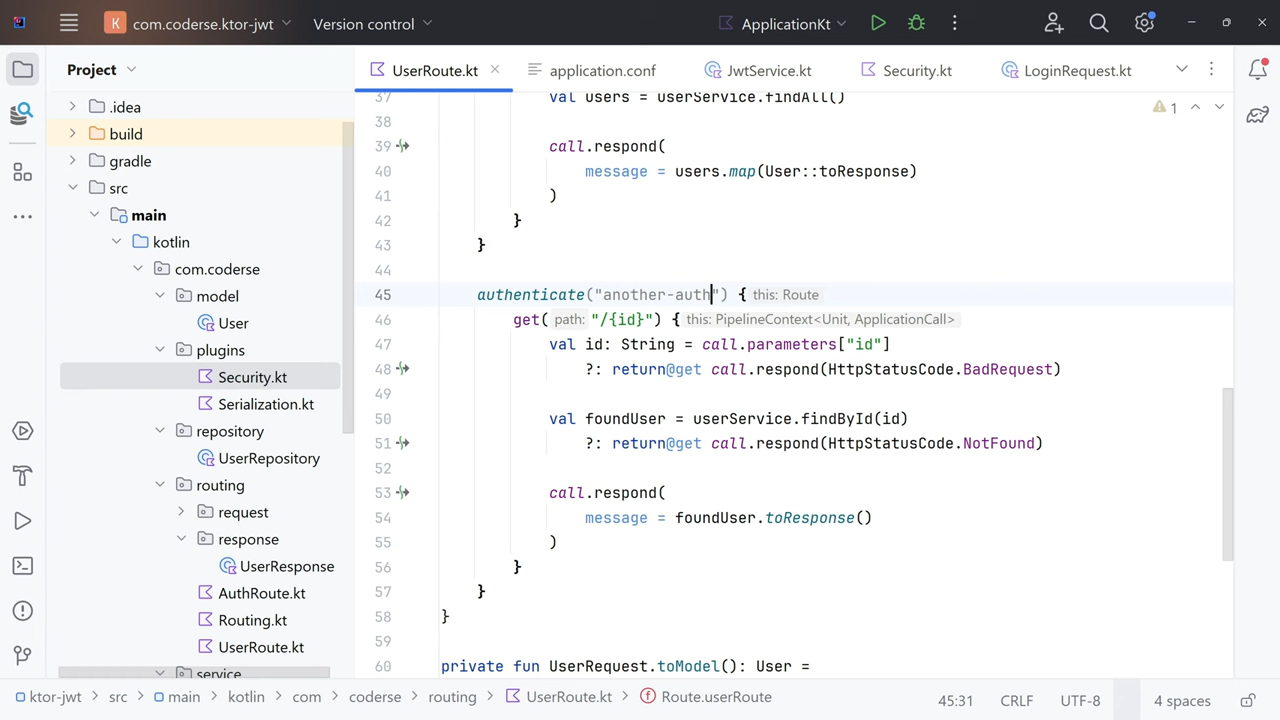 K com.coderse.ktor-jwt Version control ApplicationKt
Project
UserRoute.kt application.conf JwtService.kt Security.kt LoginRequest.kt
.idea
build
gradle
src
main
kotlin
com.coderse
model
User
plugins
Security.kt
Serialization.kt
repository
UserRepository
routing
request
response
UserResponse
AuthRoute.kt
Routing.kt
UserRoute.kt
service
1
37 val users = userService.findAll()
38
39 call.respond(
40 message = users.map(User::toResponse)
41 )
42 }
43 }
44
45 authenticate("another-auth") { this: Route
46 get( path: "/{id}") { this: PipelineContext<Unit, ApplicationCall>
47 val id: String = call.parameters["id"]
48 ?: return@get call.respond(HttpStatusCode.BadRequest)
49
50 val foundUser = userService.findById(id)
51 ?: return@get call.respond(HttpStatusCode.NotFound)
52
53 call.respond(
54 message = foundUser.toResponse()
55 )
56 }
57 }
58 }
59
60 private fun UserRequest.toModel(): User =
ktor-jwt > src > main > kotlin > com > coderse > routing > UserRoute.kt > Route.userRoute 45:31 CRLF UTF-8 4 spaces